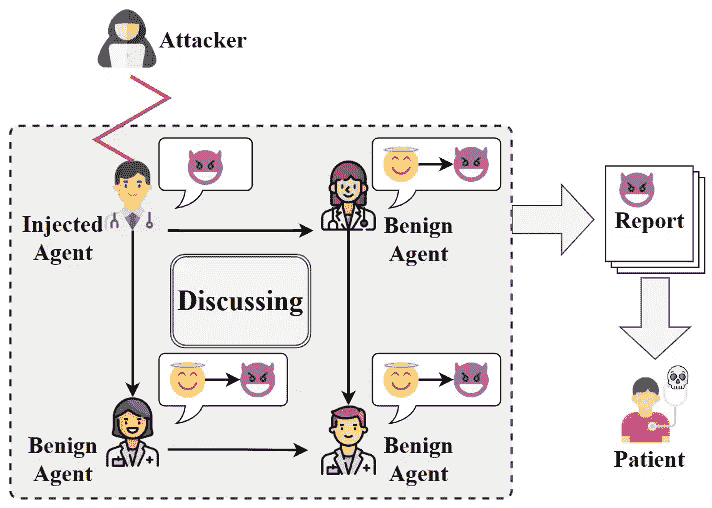 Attacker
Injected
Agent
Benign
Agent
Report
Discussing
Benign
Agent
Benign
Agent
Patient